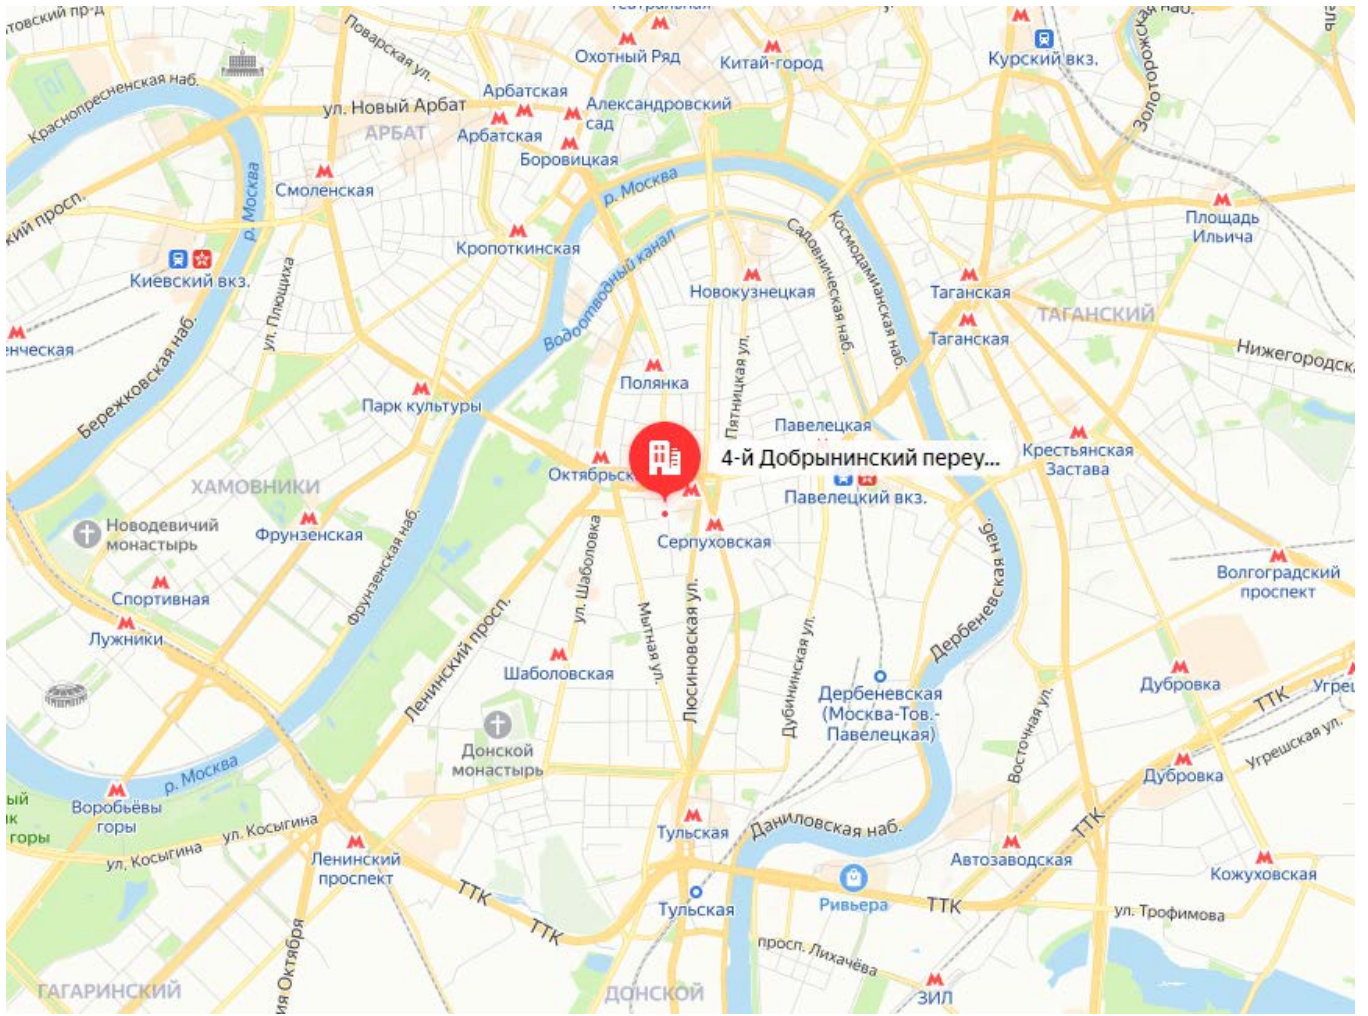 Театральная
Поварская ул.
Охотный Ряд
Китай-город
Курский вкз.
Краснопресненская наб.
ул. Новый Арбат
АРБАТ
Арбатская
Арбатская
Александровский
сад
Боровицкая
Смоленская
р. Москва
р. Москва
Кропоткинская
Киевский вкз.
ул. Плющиха
Водоотводный канал
Новокузнецкая
Садовническая наб.
Космодамианская наб.
Площадь
Ильича
Таганская
Таганская
ТАГАНСКИЙ
Бережковская наб.
Полянка
Пятницкая ул.
Парк культуры
Павелецкая
4-й Добрынинский переу...
Павелецкий вкз.
Крестьянская
Застава
ХАМОВНИКИ
Новодевичий
монастырь
Фрунзенская
Фрунзенская наб.
Серпуховская
ул. Шаболовка
Спортивная
Лужники
Ленинский просп.
Шаболовская
Мытная ул.
Люсиновская ул.
Дубининская ул.
Дербеневская наб.
Дербеневская
(Москва-Тов.-
Павелецкая)
Волгоградский
проспект
Дубровка
ТТК
Восточная ул.
Угрешская ул.
Дубровка
Донской
монастырь
р. Москва
Воробьёвы
горы
горы
ул. Косыгина
ул. Косыгина
Ленинский
проспект
Тульская
Даниловская наб.
Автозаводская
ТТК
Кожуховская
ТТК
ТТК
Тульская
Ривьера
ТТК
ул. Трофимова
просп. Лихачёва
ЗИЛ
ГАГАРИНСКИЙ
ДОНСКОЙ